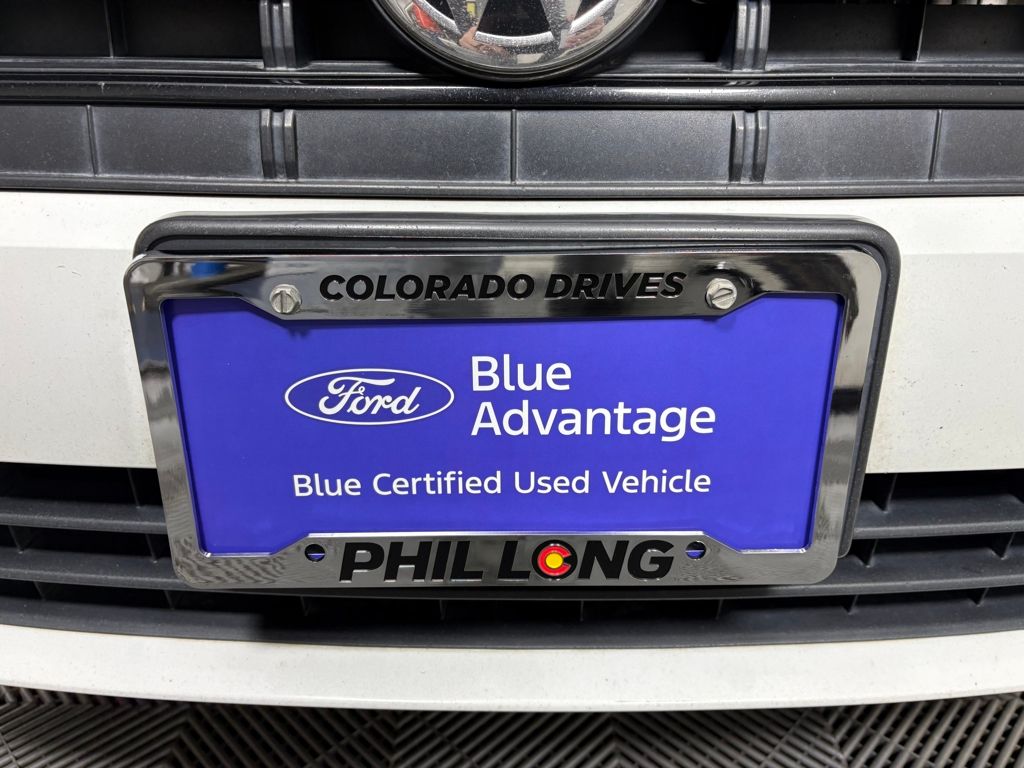 COLORADO DRIVES
Ford
Blue
Advantage
Blue Certified Used Vehicle
PHIL LONG